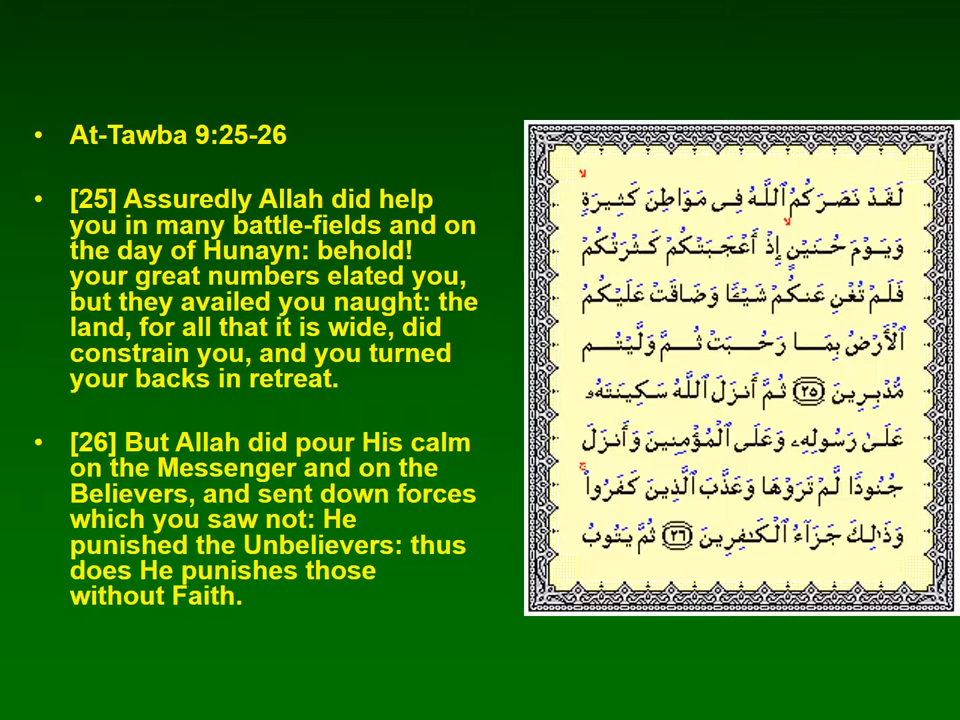 • At-Tawba 9:25-26
• [25] Assuredly Allah did help
you in many battle-fields and on
the day of Hunayn: behold!
your great numbers elated you,
but they availed you naught: the
land, for all that it is wide, did
constrain you, and you turned
your backs in retreat.
• [26] But Allah did pour His calm
on the Messenger and on the
Believers, and sent down forces
which you saw not: He
punished the Unbelievers: thus
does He punishes those
without Faith.
لَقَدْ نَصَرَكُمُ ٱللَّهُ فِى مَوَاطِنَ كَثِيرَةٍۙ
وَيَوْمَ حُنَيْنٍۙ إِذْ أَعْجَبَتْكُمْ كَثْرَتُكُمْ
فَلَمْ تُغْنِ عَنكُمْ شَيْـًٔا وَضَاقَتْ عَلَيْكُمُ
ٱلْأَرْضُ بِمَا رَحُبَتْ ثُمَّ وَلَّيْتُم
مُّدْبِرِينَ ٢٥ ثُمَّ أَنزَلَ ٱللَّهُ سَكِينَتَهُۥ
عَلَىٰ رَسُولِهِۦ وَعَلَى ٱلْمُؤْمِنِينَ وَأَنزَلَ
جُنُودًا لَّمْ تَرَوْهَا وَعَذَّبَ ٱلَّذِينَ كَفَرُوا۟ۚ
وَذَٰلِكَ جَزَآءُ ٱلْكَـٰفِرِينَ ٢٦ ثُمَّ يَتُوبُ